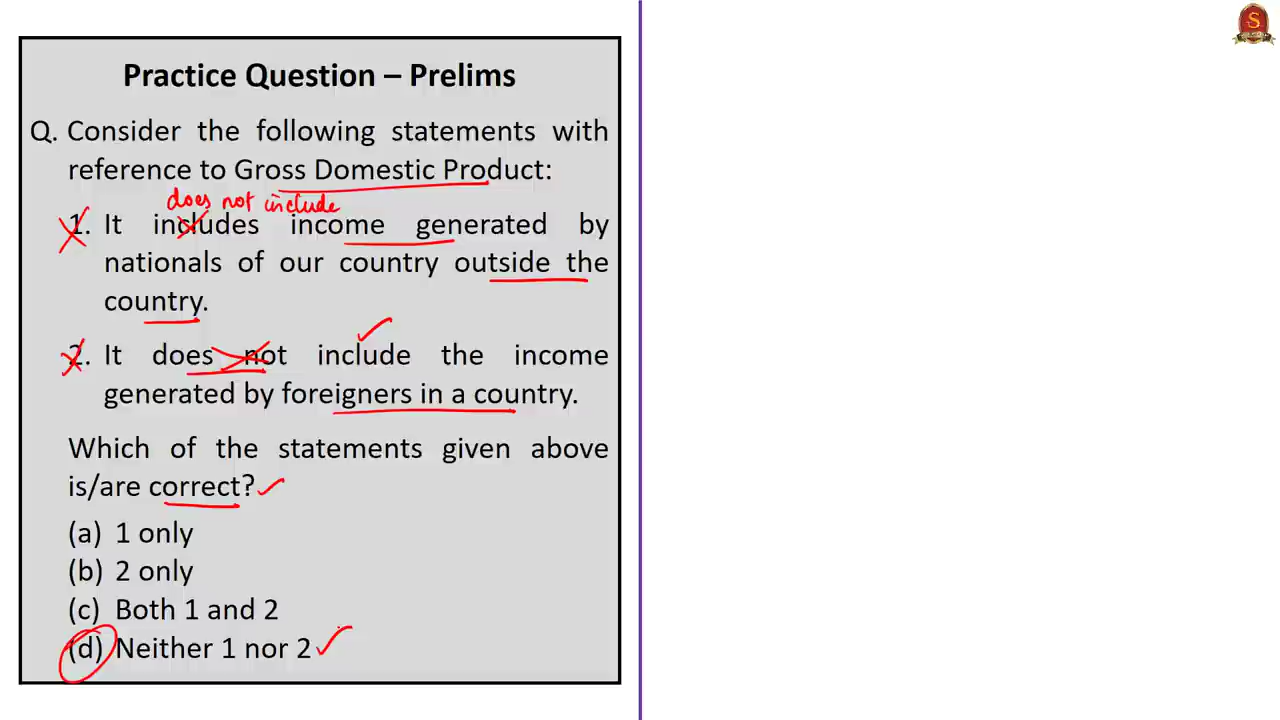 Practice Question – Prelims
Q. Consider the following statements with
reference to Gross Domestic Product:
does not include
1. It includes income generated by
nationals of our country outside the
country.
2. It does not include the income
generated by foreigners in a country.
Which of the statements given above
is/are correct?
(a) 1 only
(b) 2 only
(c) Both 1 and 2
(d) Neither 1 nor 2
S